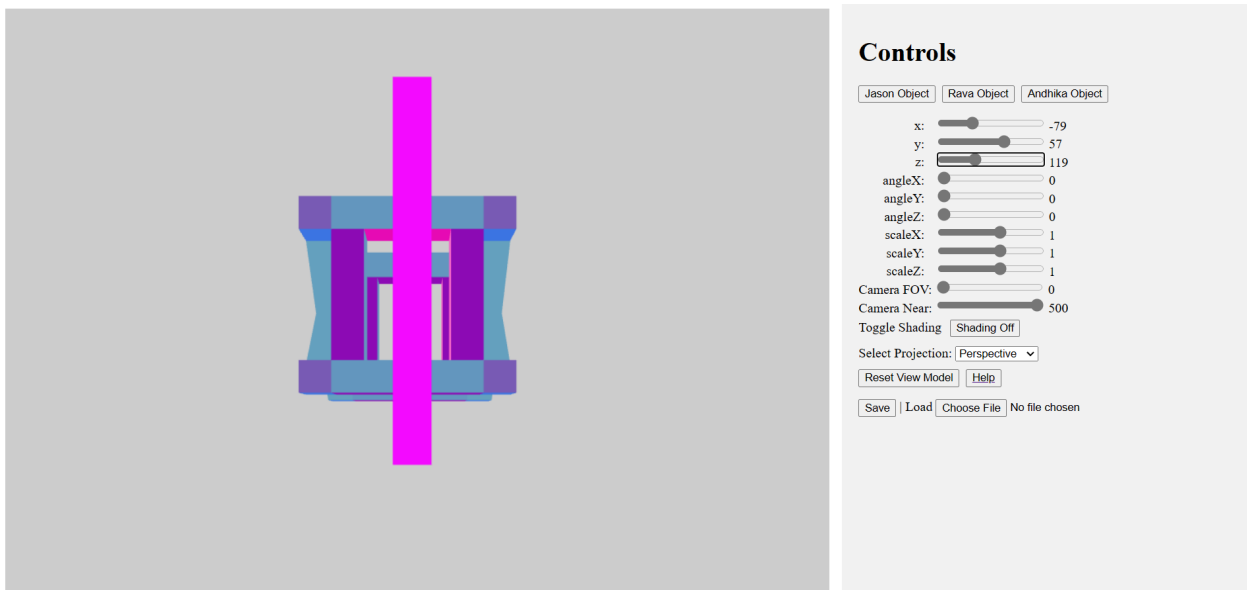 Controls
Jason Object Rava Object Andhika Object
x: -79
y: 57
z: 119
angleX: 0
angleY: 0
angleZ: 0
scaleX: 1
scaleY: 1
scaleZ: 1
Camera FOV: 0
Camera Near: 500
Toggle Shading Shading Off
Select Projection: Perspective
Reset View Model Help
Save | Load Choose File No file chosen